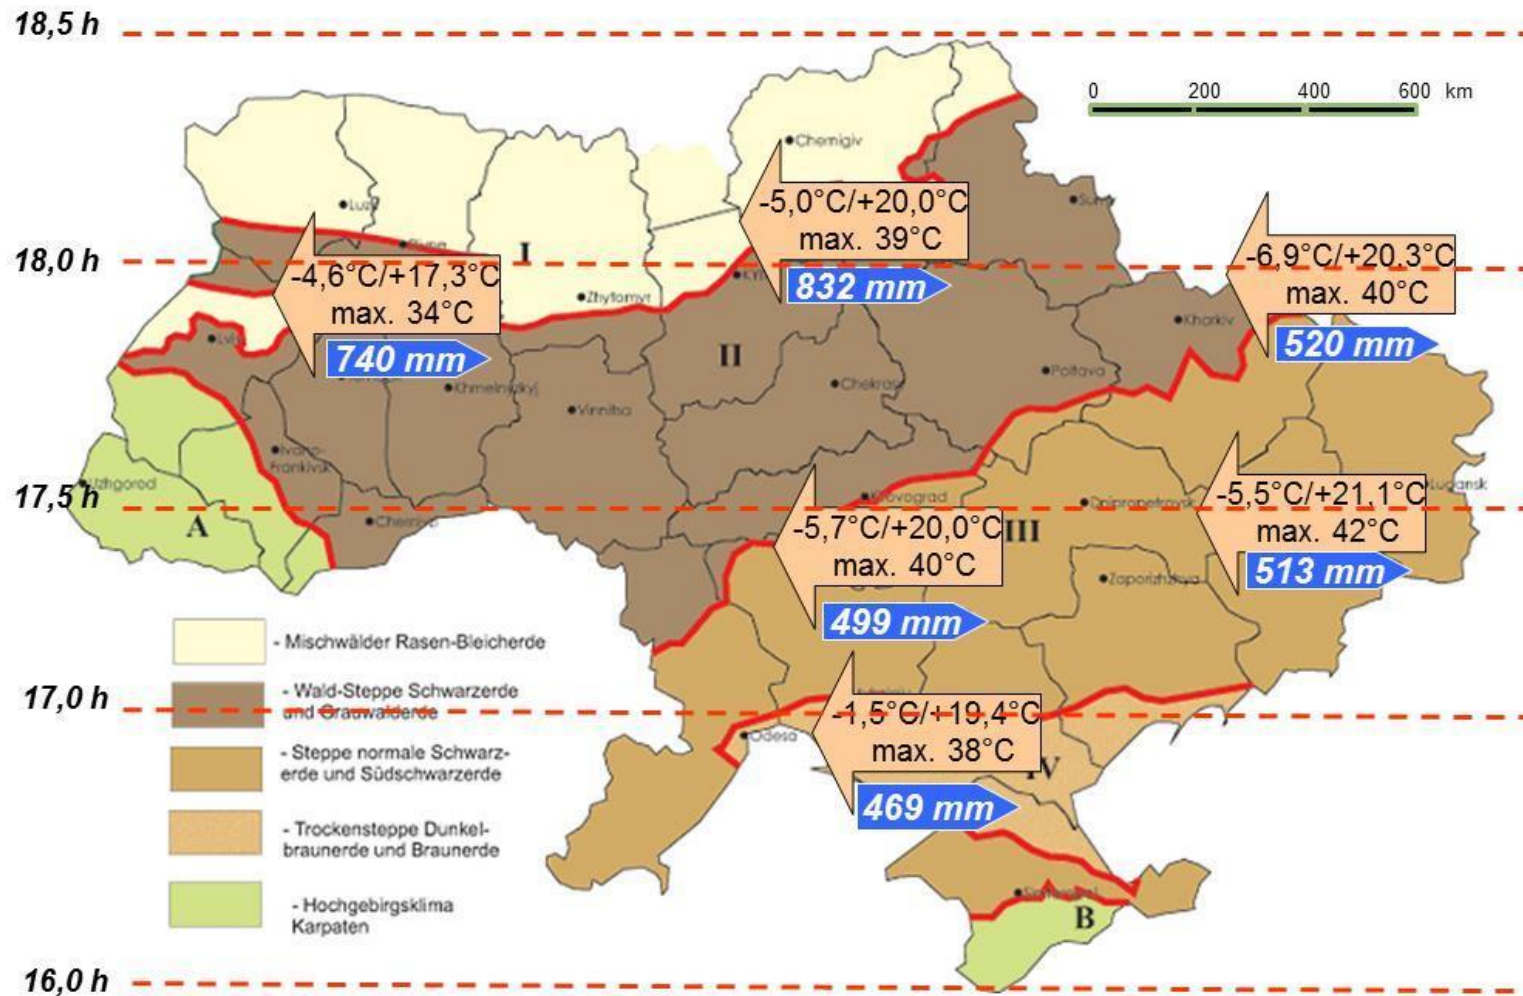 18,5 h
0 200 400 600 km
Chernigiv
-5,0°C/+20,0°C
max. 39°C
832 mm
18,0 h
I
-4,6°C/+17,3°C
max. 34°C
740 mm
-6,9°C/+20.3°C
max. 40°C
520 mm
Zhytomyr
Kharkiv
II
Poltava
Khmelnizkyj
Vinnitsa
Ivano-
Frankivsk
Uzhgorod
17,5 h
A
Dnipropetrovsk
-5,5°C/+21,1°C
max. 42°C
513 mm
Lugansk
-5,7°C/+20,0°C
max. 40°C
499 mm
III
Zaporizhzhya
- Mischwälder Rasen-Bleicherde
- Wald-Steppe Schwarzerde
und Grauwalderde
17,0 h
-1,5°C/+19,4°C
max. 38°C
469 mm
Odesa
IV
- Steppe normale Schwarz-
erde und Südschwarzerde
- Trockensteppe Dunkel-
braunerde und Braunerde
- Hochgebirgsklima
Karpaten
B
16,0 h